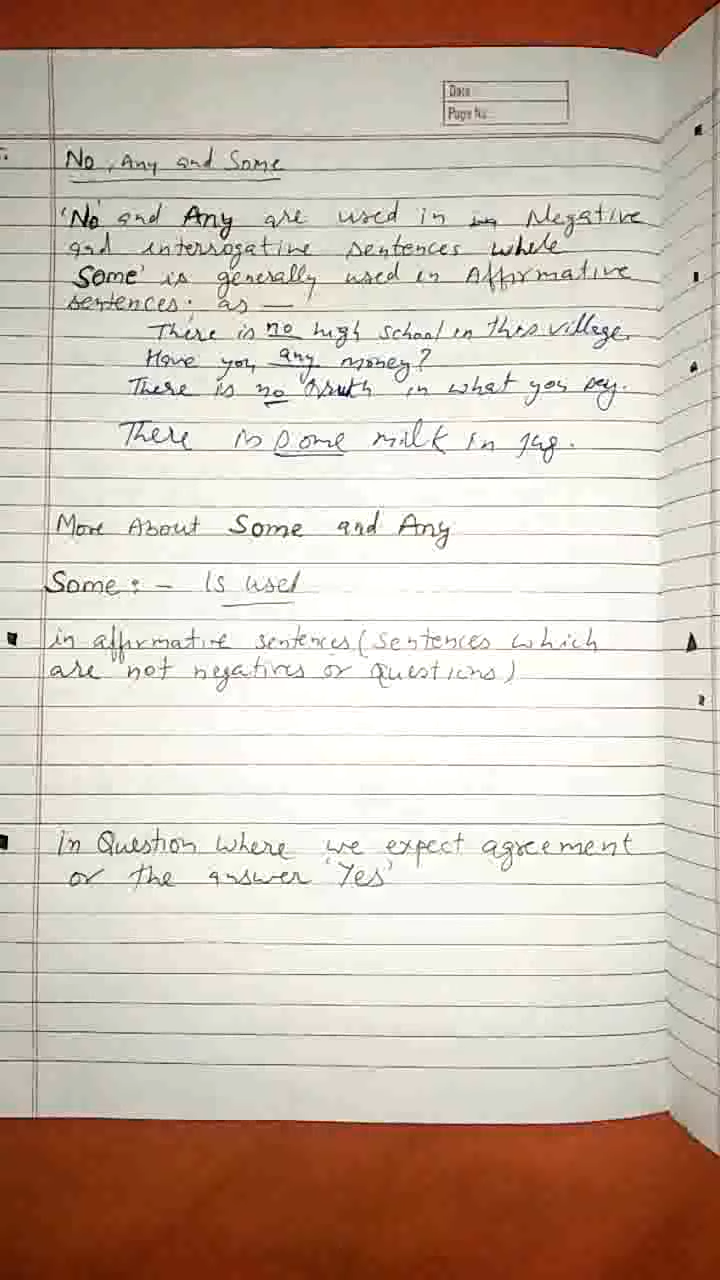 Date
Page No.
No, Any and Some
'No' and Any are used in in Negative
and interrogative sentences while
Some' is generally used in Affirmative
sentences. as —
There is no high school in this village.
Have you any money?
There is no truth in what you say.
There is some milk in jug.
More About Some and Any
Some : - Is used
in affirmative sentences (sentences which
are not negatives or questions)
in Question where we expect agreement
or the answer 'Yes'